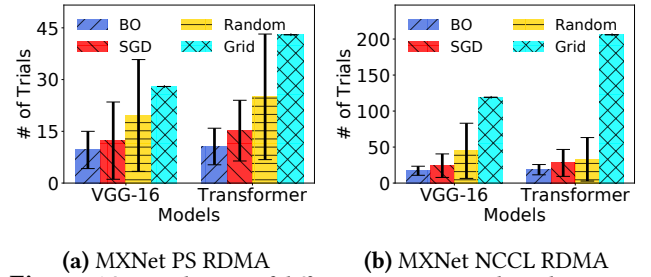 BO Random
SGD Grid
45
30
15
0
# of Trials
VGG-16 Transformer
Models
BO Random
SGD Grid
200
150
100
50
0
# of Trials
VGG-16 Transformer
Models
(a) MXNet PS RDMA (b) MXNet NCCL RDMA